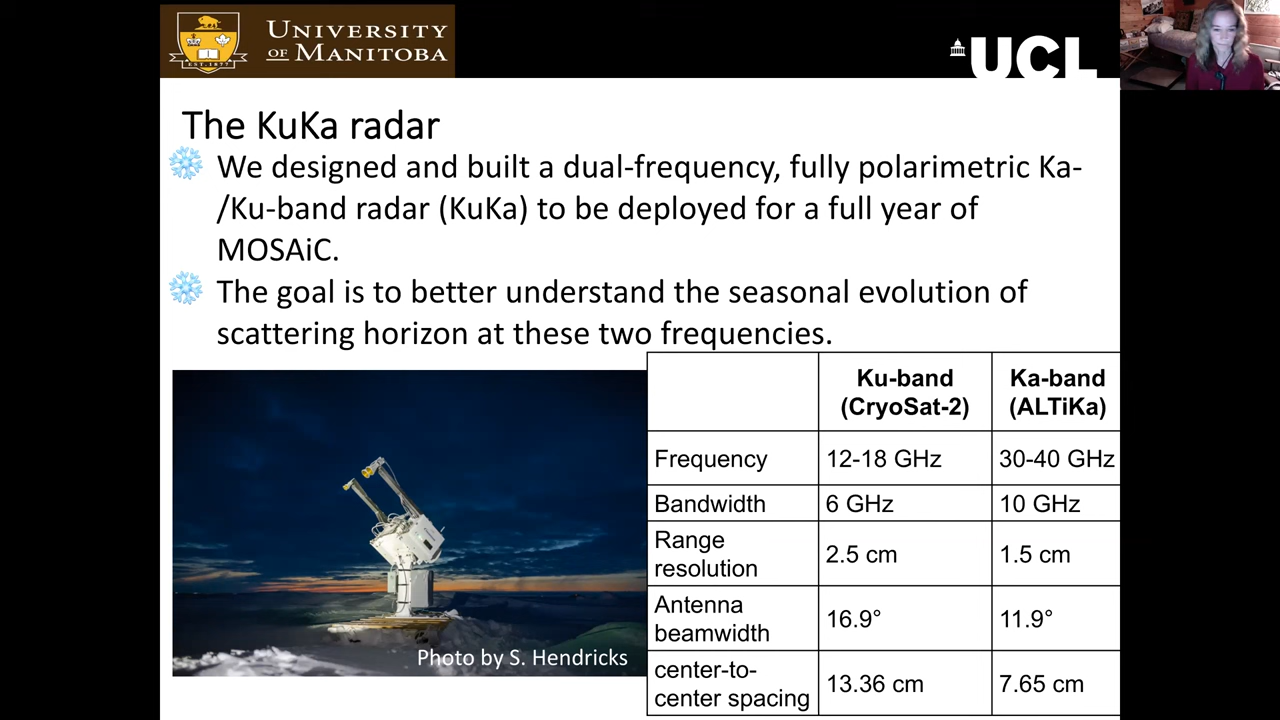 UNIVERSITY
OF MANITOBA
EST. 1877
UCL
The KuKa radar
We designed and built a dual-frequency, fully polarimetric Ka-
/Ku-band radar (KuKa) to be deployed for a full year of
MOSAiC.
The goal is to better understand the seasonal evolution of
scattering horizon at these two frequencies.
Ku-band Ka-band
(CryoSat-2) (ALTiKa)
Frequency 12-18 GHz 30-40 GHz
Bandwidth 6 GHz 10 GHz
Range
resolution 2.5 cm 1.5 cm
Antenna
beamwidth 16.9° 11.9°
center-to-
center spacing 13.36 cm 7.65 cm
Photo by S. Hendricks